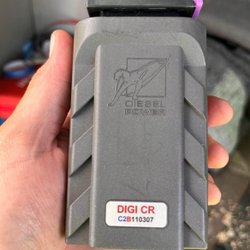 DIESEL
POWER
DIGI CR
C2B110307